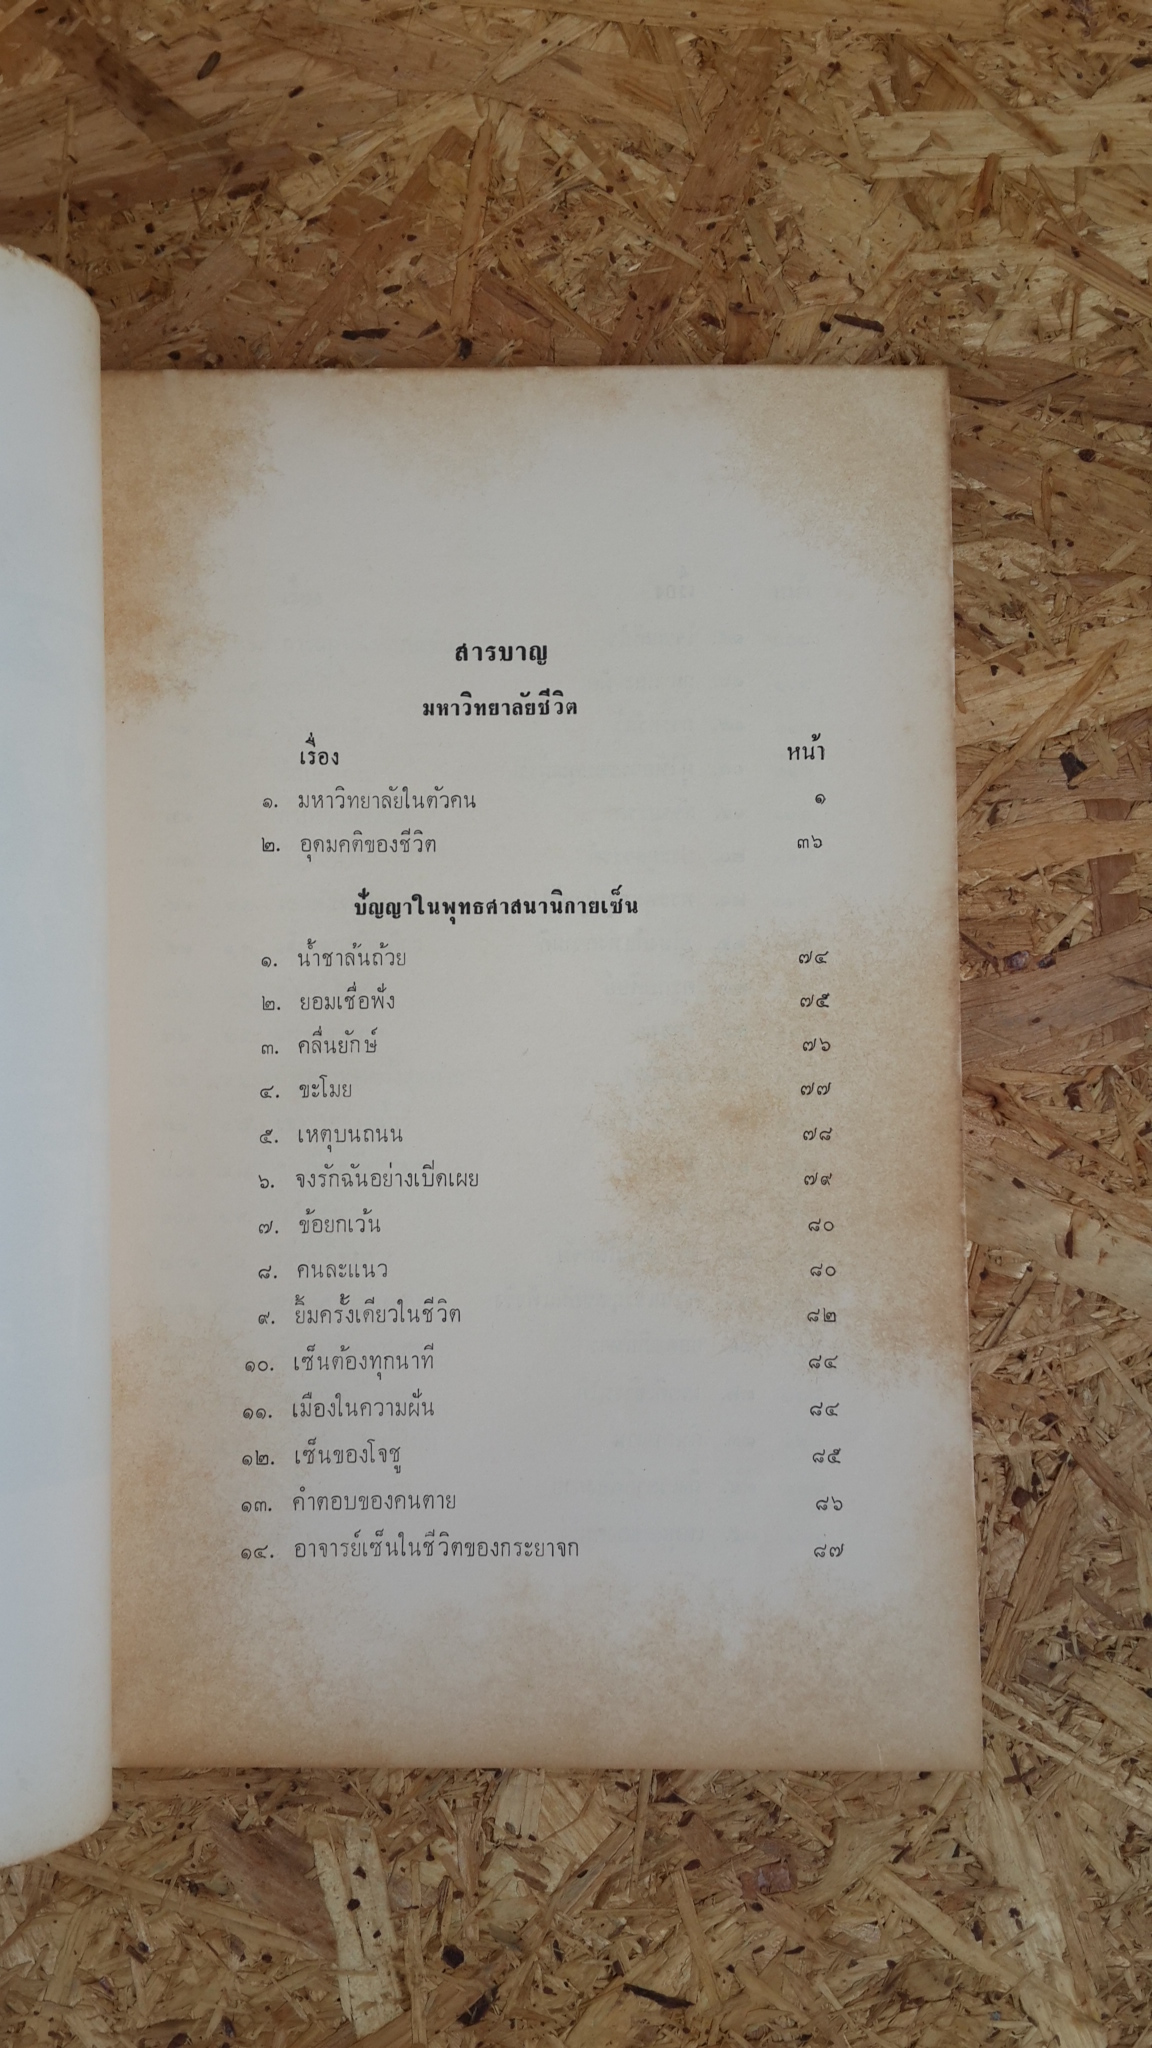 สารบาญ
มหาวิทยาลัยชีวิต
เรื่อง หน้า
๑. มหาวิทยาลัยในตัวคน ๑
๒. อุดมคติของชีวิต ๓๖
ปัญญาในพุทธศาสนานิกายเซ็น
๑. น้ำชาล้นถ้วย ๗๔
๒. ยอมเชื่อฟัง ๗๕
๓. คลื่นยักษ์ ๗๖
๔. ขะโมย ๗๗
๕. เหตุบนถนน ๗๘
๖. จงรักฉันอย่างเปิดเผย ๗๙
๗. ข้อยกเว้น ๘๐
๘. คนละแนว ๘๐
๙. ยิ้มครั้งเดียวในชีวิต ๘๒
๑๐. เซ็นต้องทุกนาที ๘๔
๑๑. เมืองในความฝัน ๘๔
๑๒. เซ็นของโจชู ๘๕
๑๓. คำตอบของคนตาย ๘๖
๑๔. อาจารย์เซ็นในชีวิตของกระยาจก ๘๗